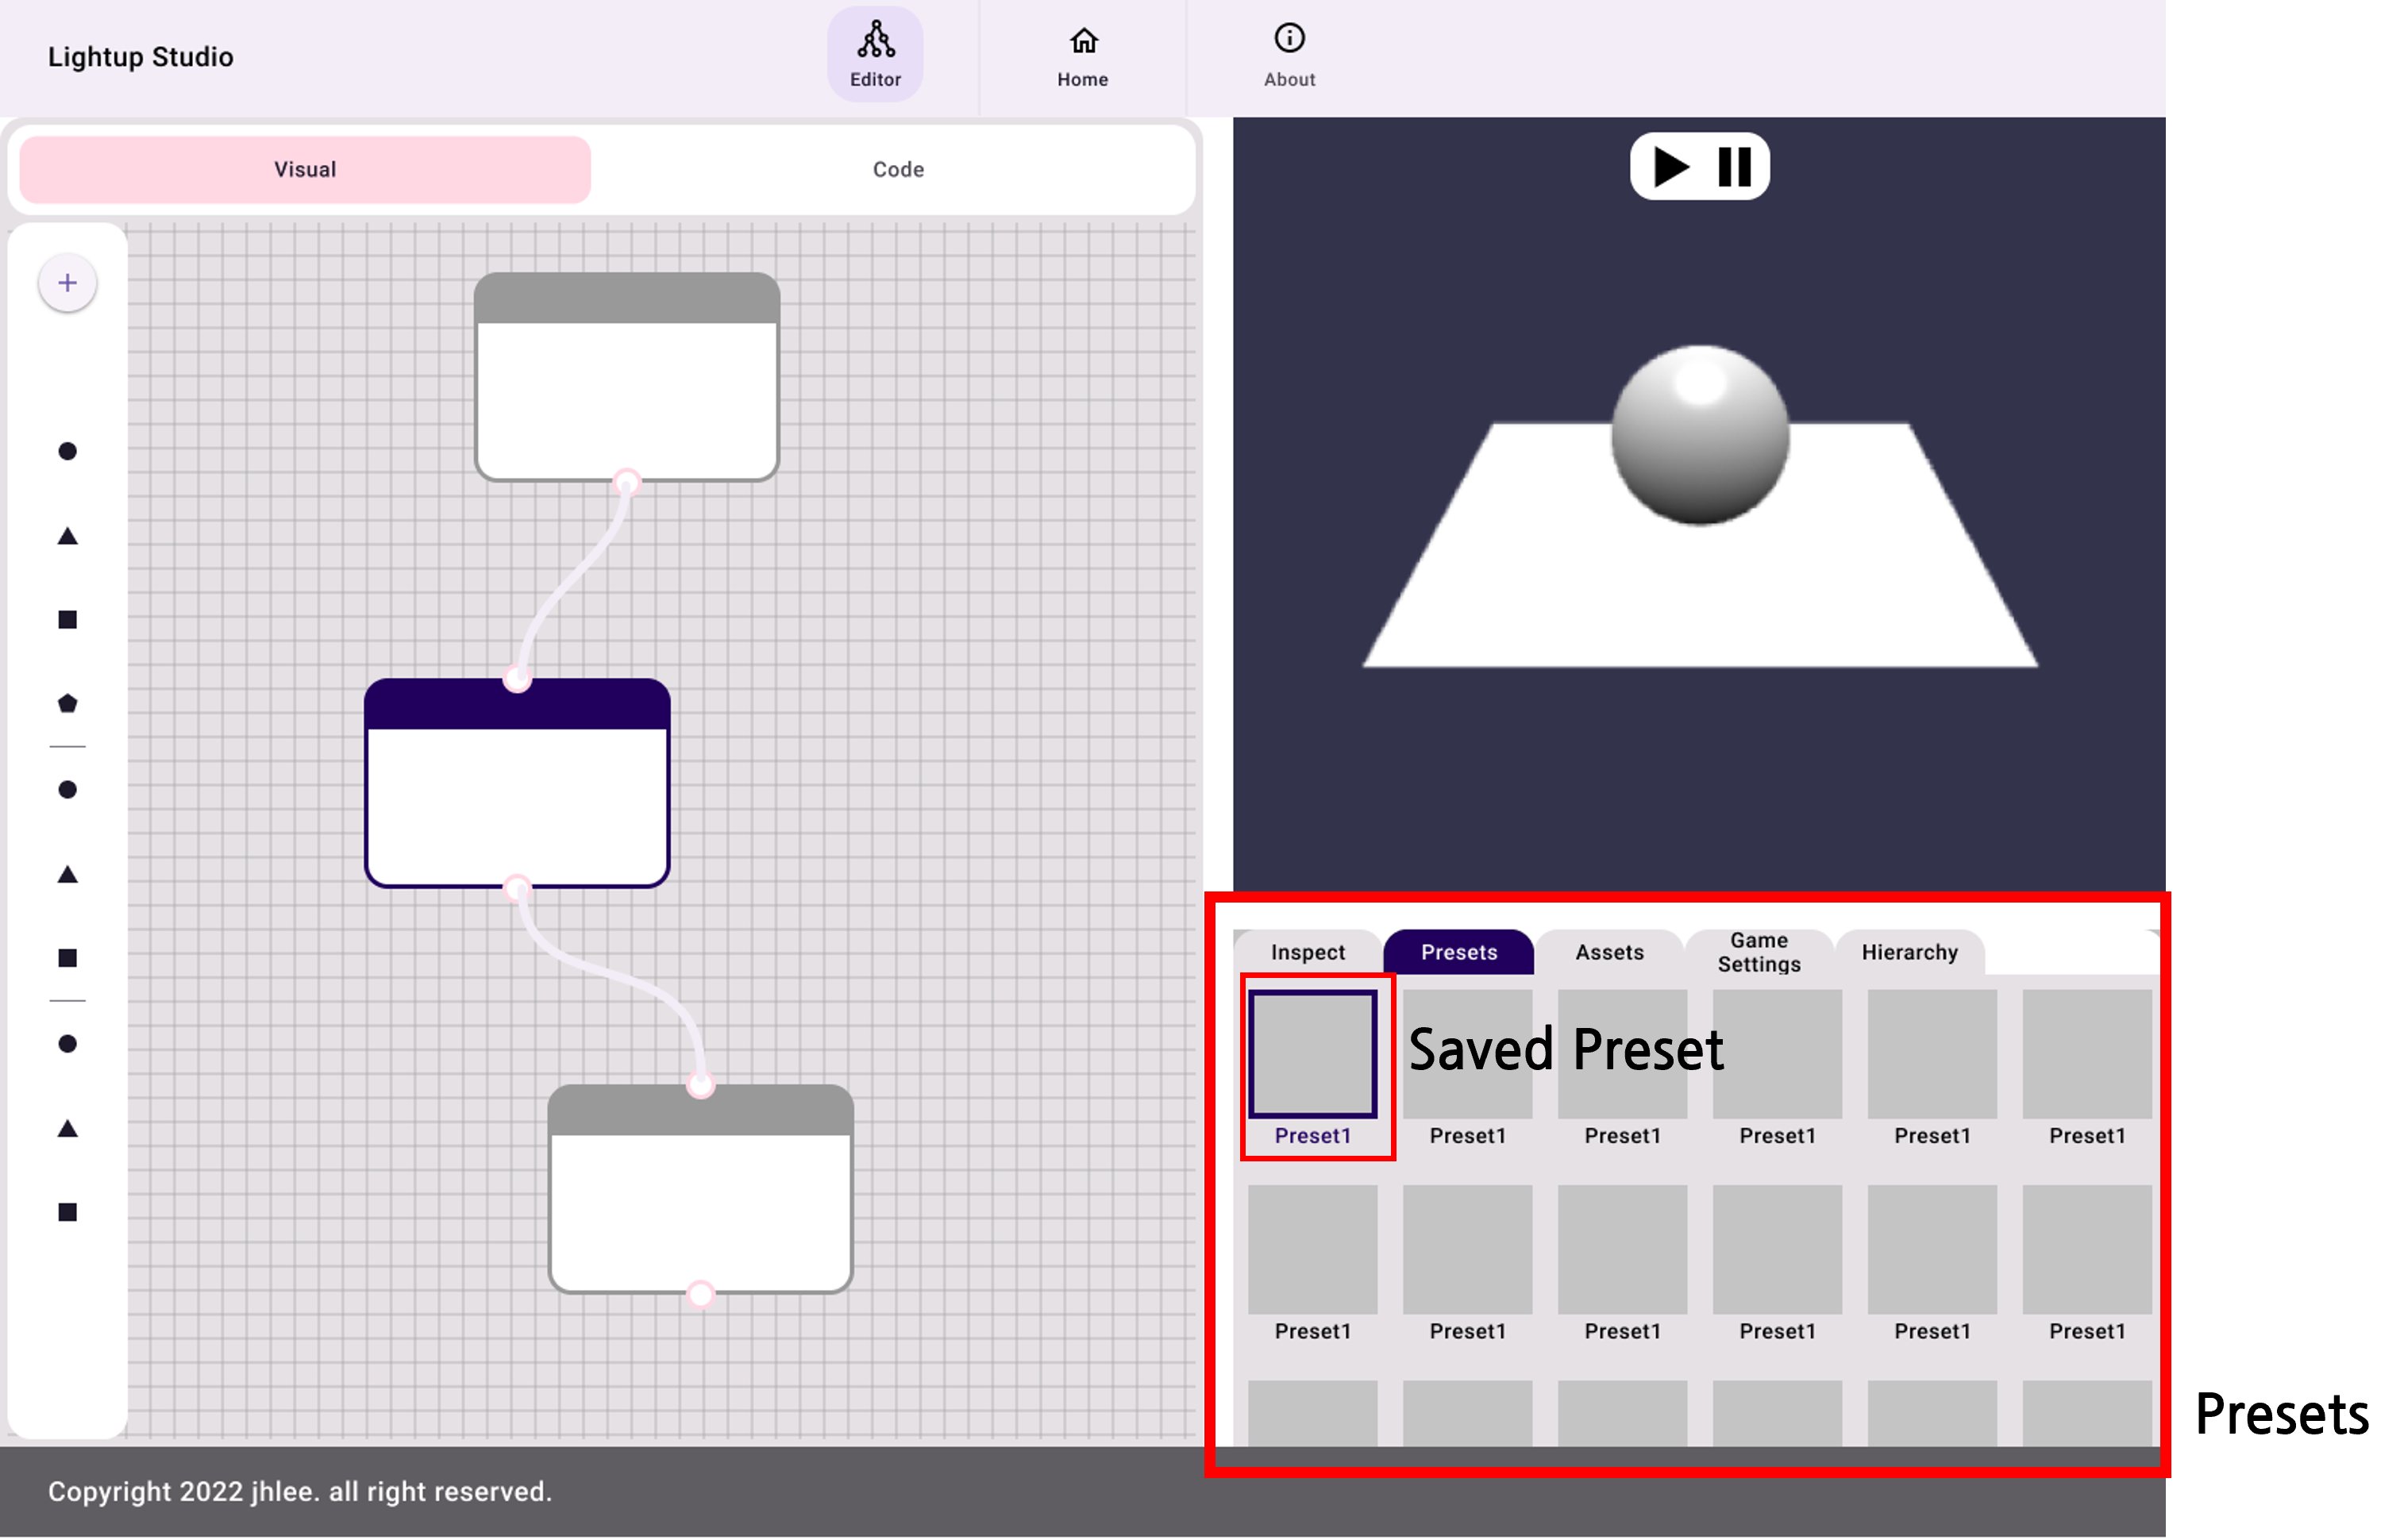 Lightup Studio
Editor
Home
About
Visual
Code
Inspect
Presets
Assets
Game
Settings
Hierarchy
Saved Preset
Preset1
Preset1
Preset1
Preset1
Preset1
Preset1
Preset1
Preset1
Preset1
Preset1
Preset1
Preset1
Presets
Copyright 2022 jhlee. all right reserved.